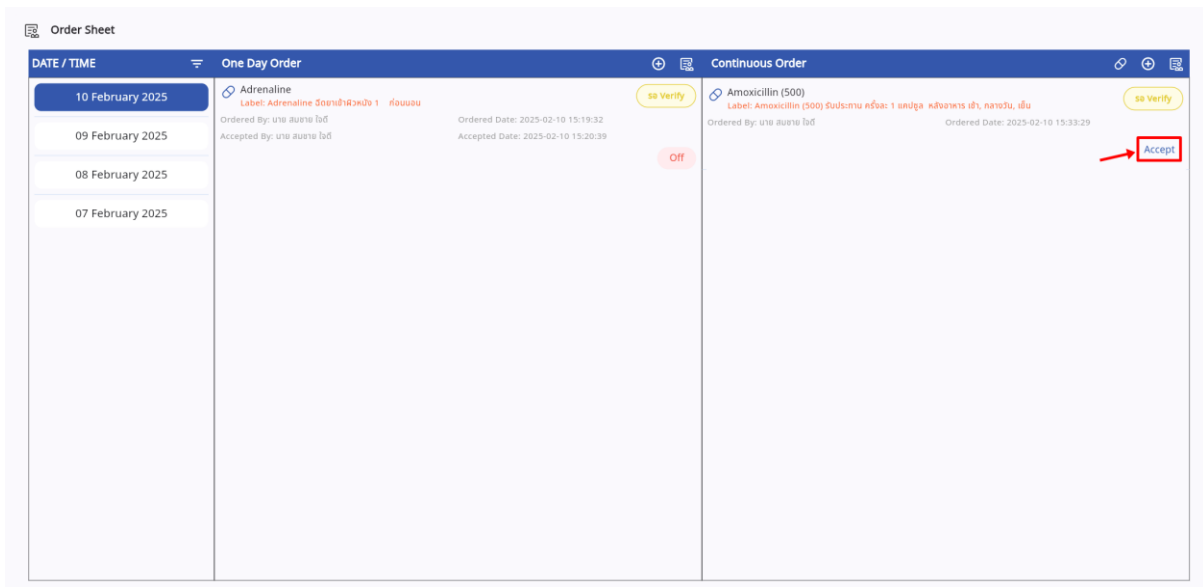 Order Sheet
DATE / TIME
One Day Order
Continuous Order
10 February 2025
09 February 2025
08 February 2025
07 February 2025
Adrenaline
รอ Verify
Label: Adrenaline ฉีดยาเข้าผิวหนัง 1 ก่อนนอน
Ordered By: นาย สมชาย ใจดี
Ordered Date: 2025-02-10 15:19:32
Accepted By: นาย สมชาย ใจดี
Accepted Date: 2025-02-10 15:20:39
Off
Amoxicillin (500)
รอ Verify
Label: Amoxicillin (500) รับประทาน ครั้งละ 1 แคปซูล หลังอาหาร เช้า, กลางวัน, เย็น
Ordered By: นาย สมชาย ใจดี
Ordered Date: 2025-02-10 15:33:29
Accept